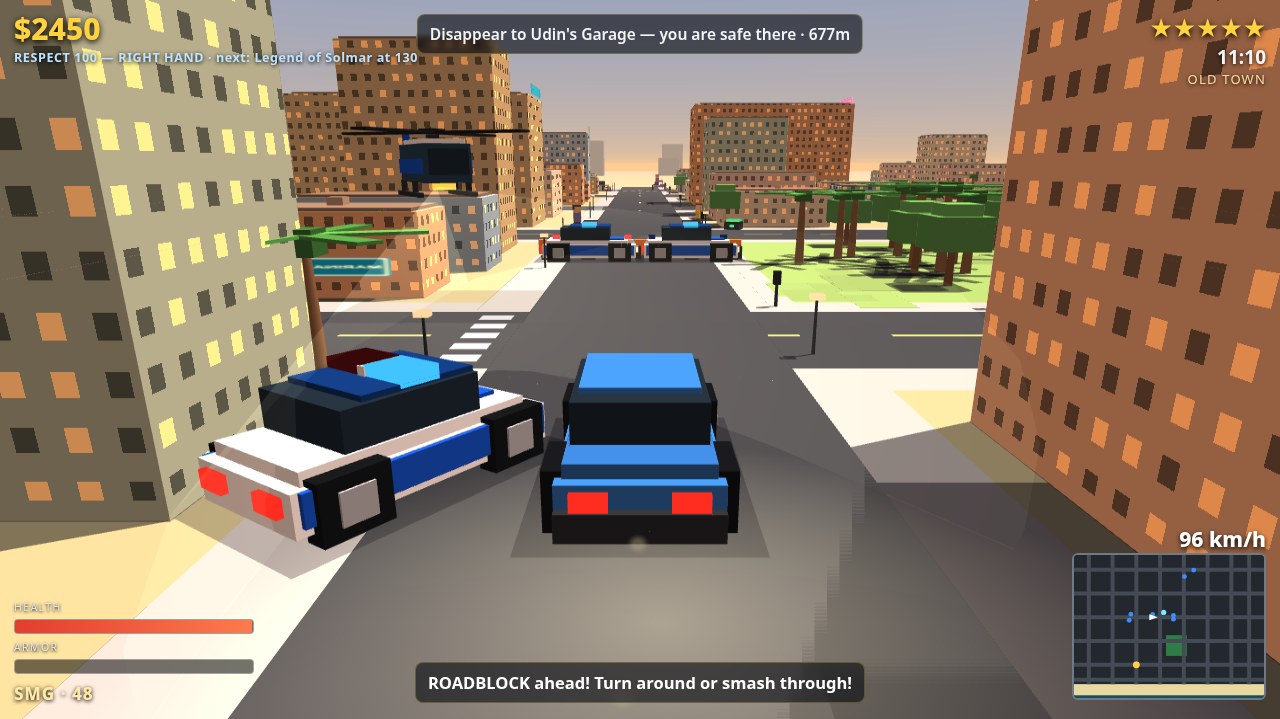 $2450
RESPECT 100 — RIGHT HAND · next: Legend of Solmar at 130
Disappear to Udin's Garage — you are safe there · 677m
★★★★★
11:10
OLD TOWN
96 km/h
HEALTH
ARMOR
SMG · 48
ROADBLOCK ahead! Turn around or smash through!